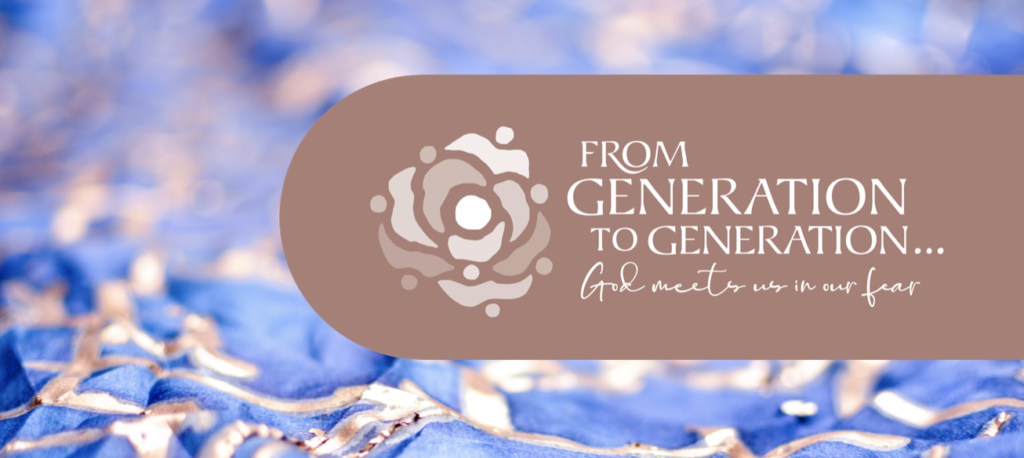 FROM
GENERATION
TO GENERATION...
God meets us in our fear